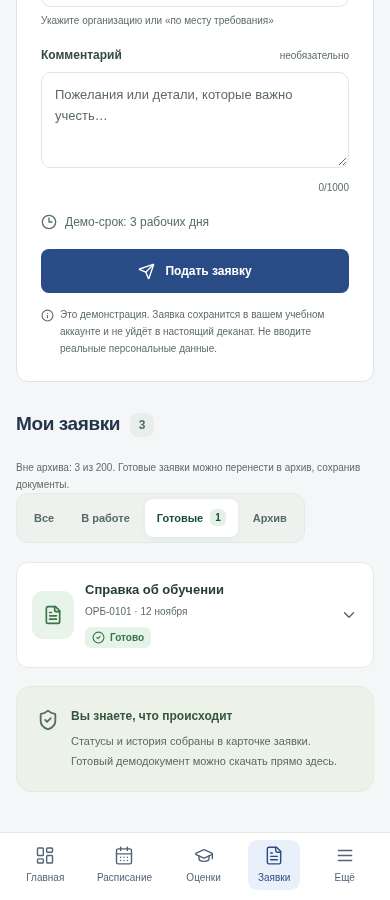 Укажите организацию или «по месту требования»
Комментарий необязательно
Пожелания или детали, которые важно
учесть…
0/1000
Демо-срок: 3 рабочих дня
Подать заявку
Это демонстрация. Заявка сохранится в вашем учебном
аккаунте и не уйдёт в настоящий деканат. Не вводите
реальные персональные данные.
Мои заявки 3
Вне архива: 3 из 200. Готовые заявки можно перенести в архив, сохранив
документы.
Все В работе Готовые 1 Архив
Справка об обучении
ОРБ-0101 · 12 ноября
Готово
Вы знаете, что происходит
Статусы и история собраны в карточке заявки.
Готовый демодокумент можно скачать прямо здесь.
Главная Расписание Оценки Заявки Ещё